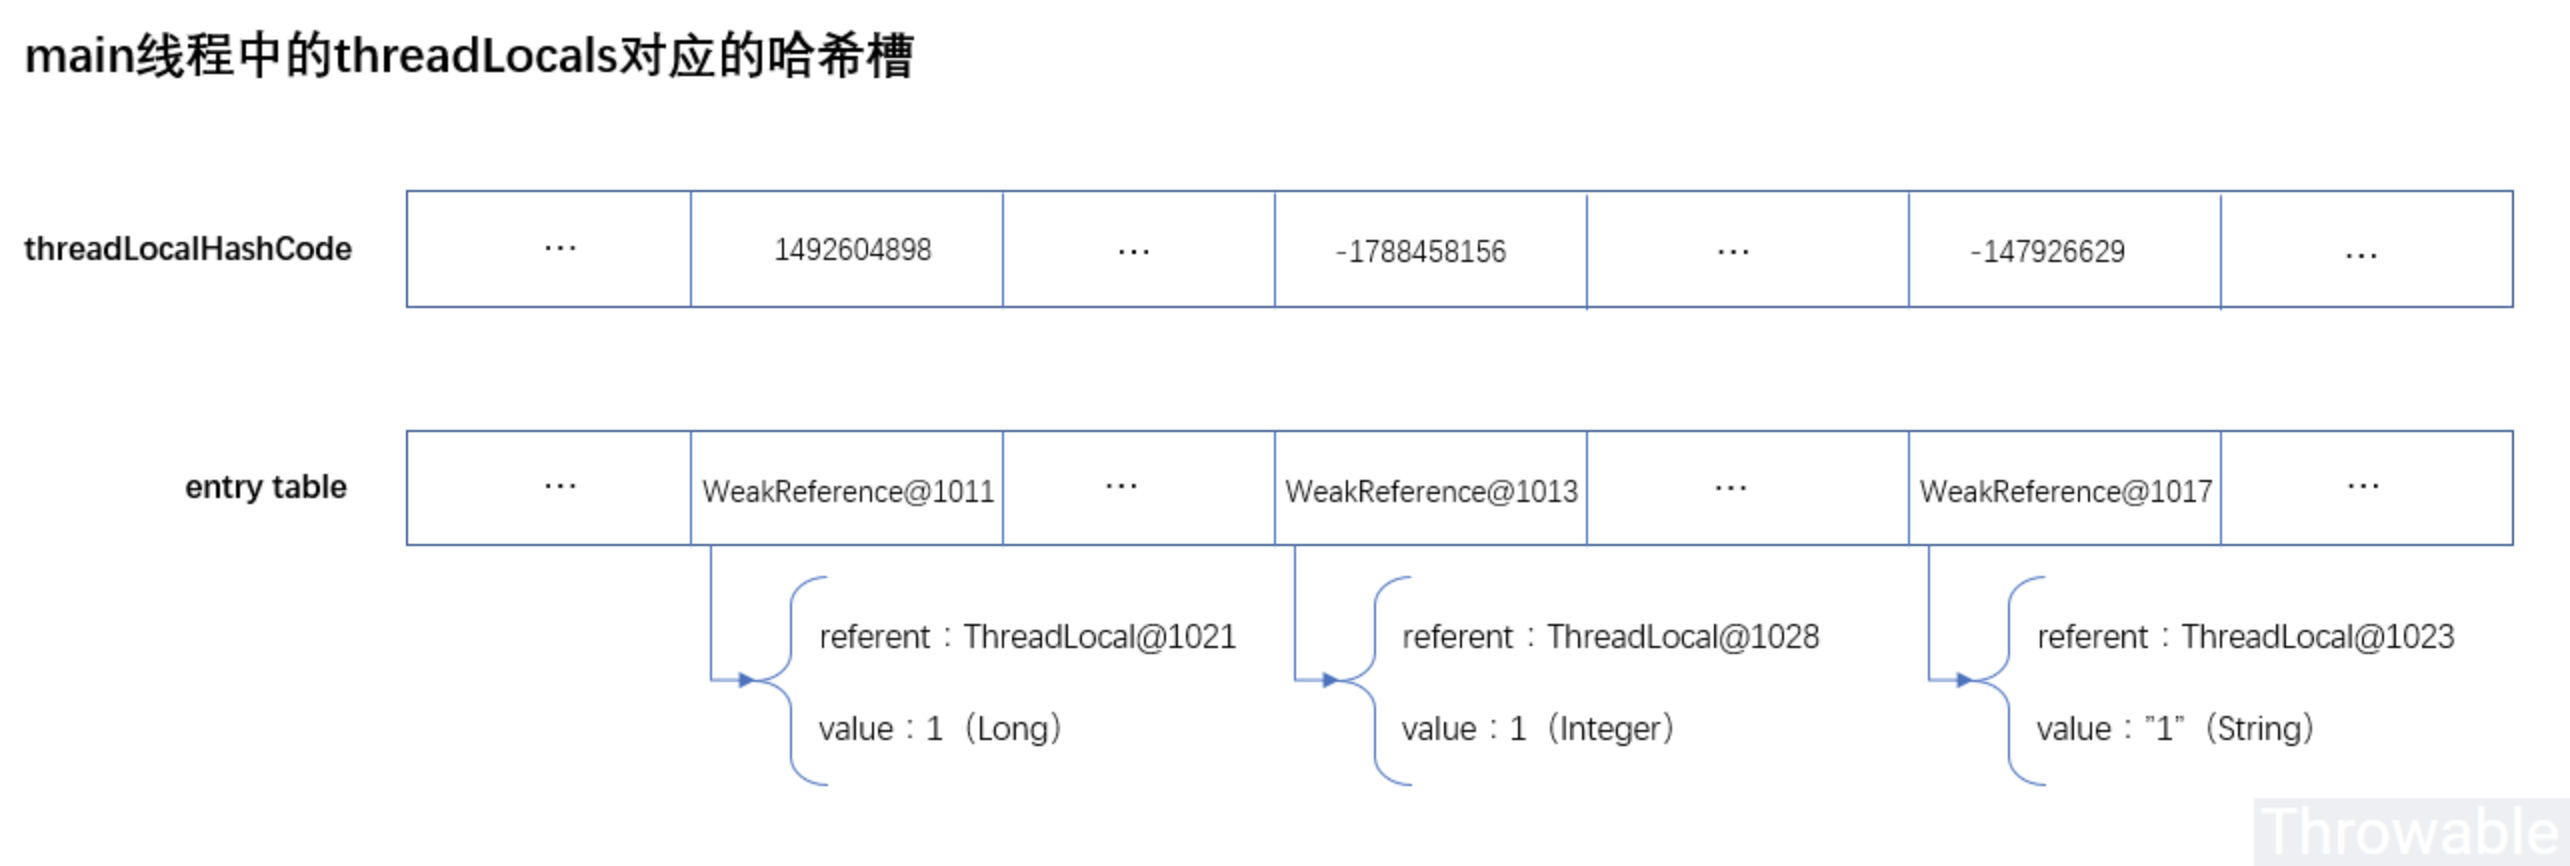 main线程中的threadLocals对应的哈希槽
threadLocalHashCode … 1492604898 … -1788458156 … -147926629 …
entry table … WeakReference@1011 … WeakReference@1013 … WeakReference@1017 …
referent：ThreadLocal@1021 referent：ThreadLocal@1028 referent：ThreadLocal@1023
value：1（Long） value：1（Integer） value：”1”（String）
Throwable